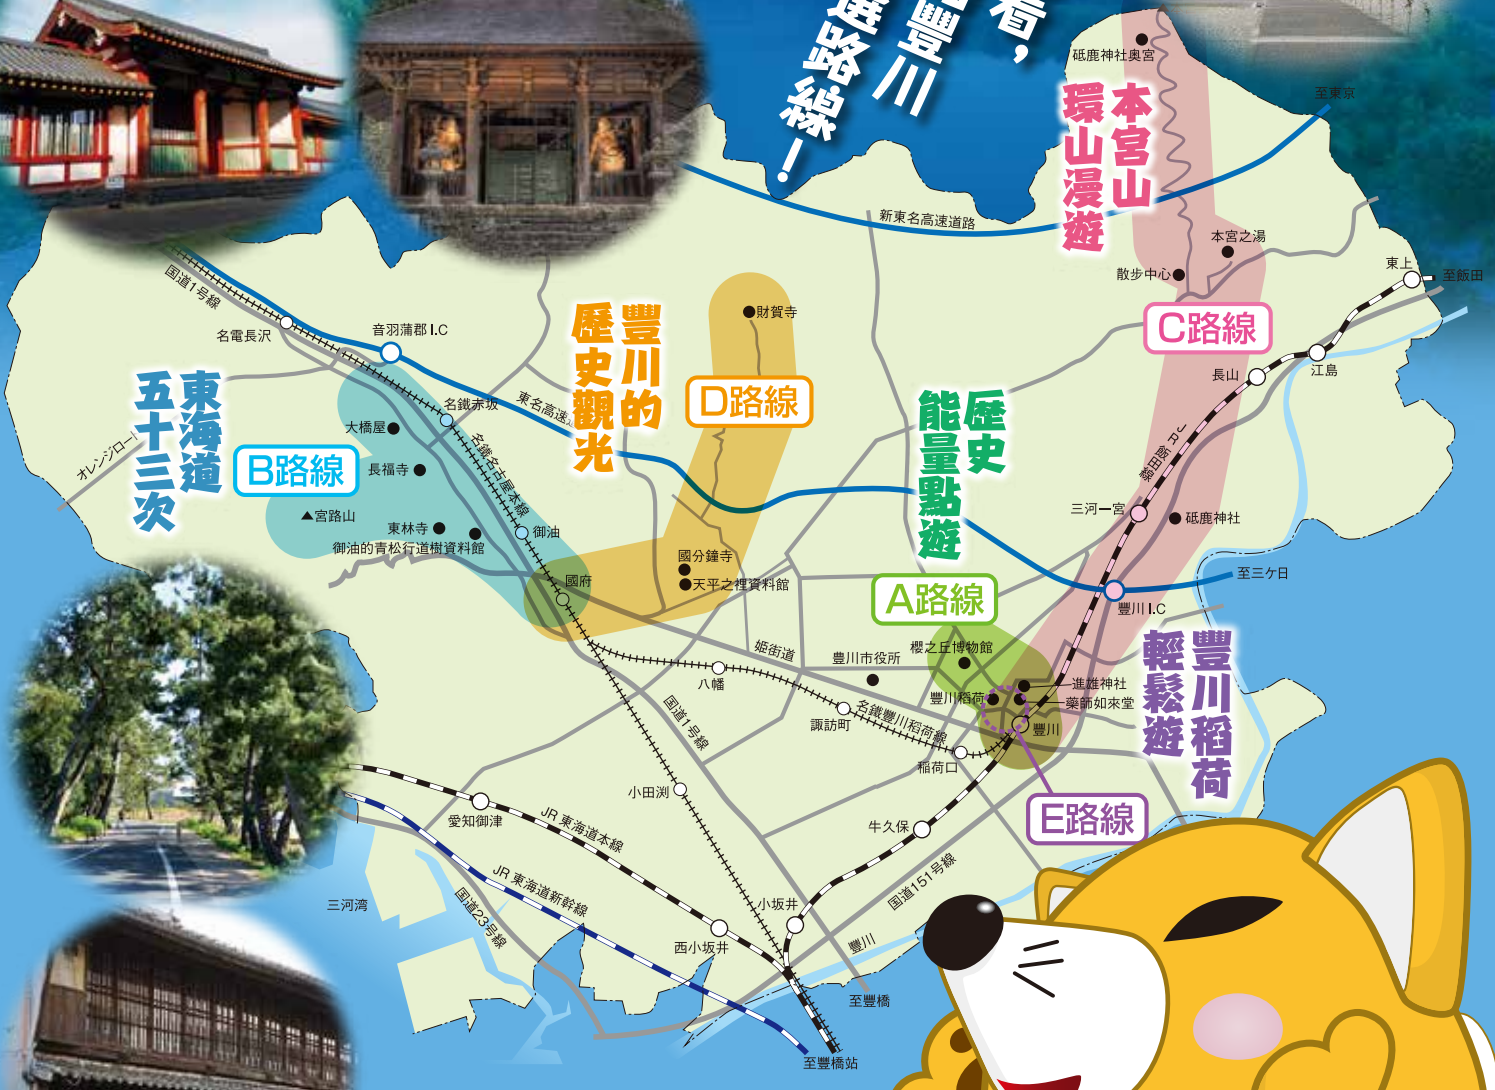 看，
豐川
選路線！
砥鹿神社奥宮
至東京
本宮山
環山漫遊
新東名高速道路
本宮之湯
散步中心
東上
至飯田
C路線
江島
長山
JR飯田線
国道1号線
名電長沢
音羽蒲郡 I.C
財賀寺
豐川的
歷史觀光
D路線
東名高速
名鐵赤坂
東海道
五十三次
オレンジロード
大橋屋
B路線
長福寺
名鐵名古屋本線
宮路山
東林寺
御油
御油的青松行道樹資料館
歷史
能量點遊
三河一宮
砥鹿神社
國分鐘寺
天平之裡資料館
國府
A路線
至三ケ日
豐川 I.C
姫街道
豐川市役所
櫻之丘博物館
豐川稻荷
進雄神社
藥師如來堂
豐川
豐川稻荷
輕鬆遊
八幡
国道1号線
諏訪町
名鐵豐川稻荷線
稲荷口
小田渕
愛知御津
JR 東海道本線
牛久保
E路線
国道151号線
JR 東海道新幹線
三河湾
国道23号線
小坂井
西小坂井
豐川
至豐橋
至豐橋站